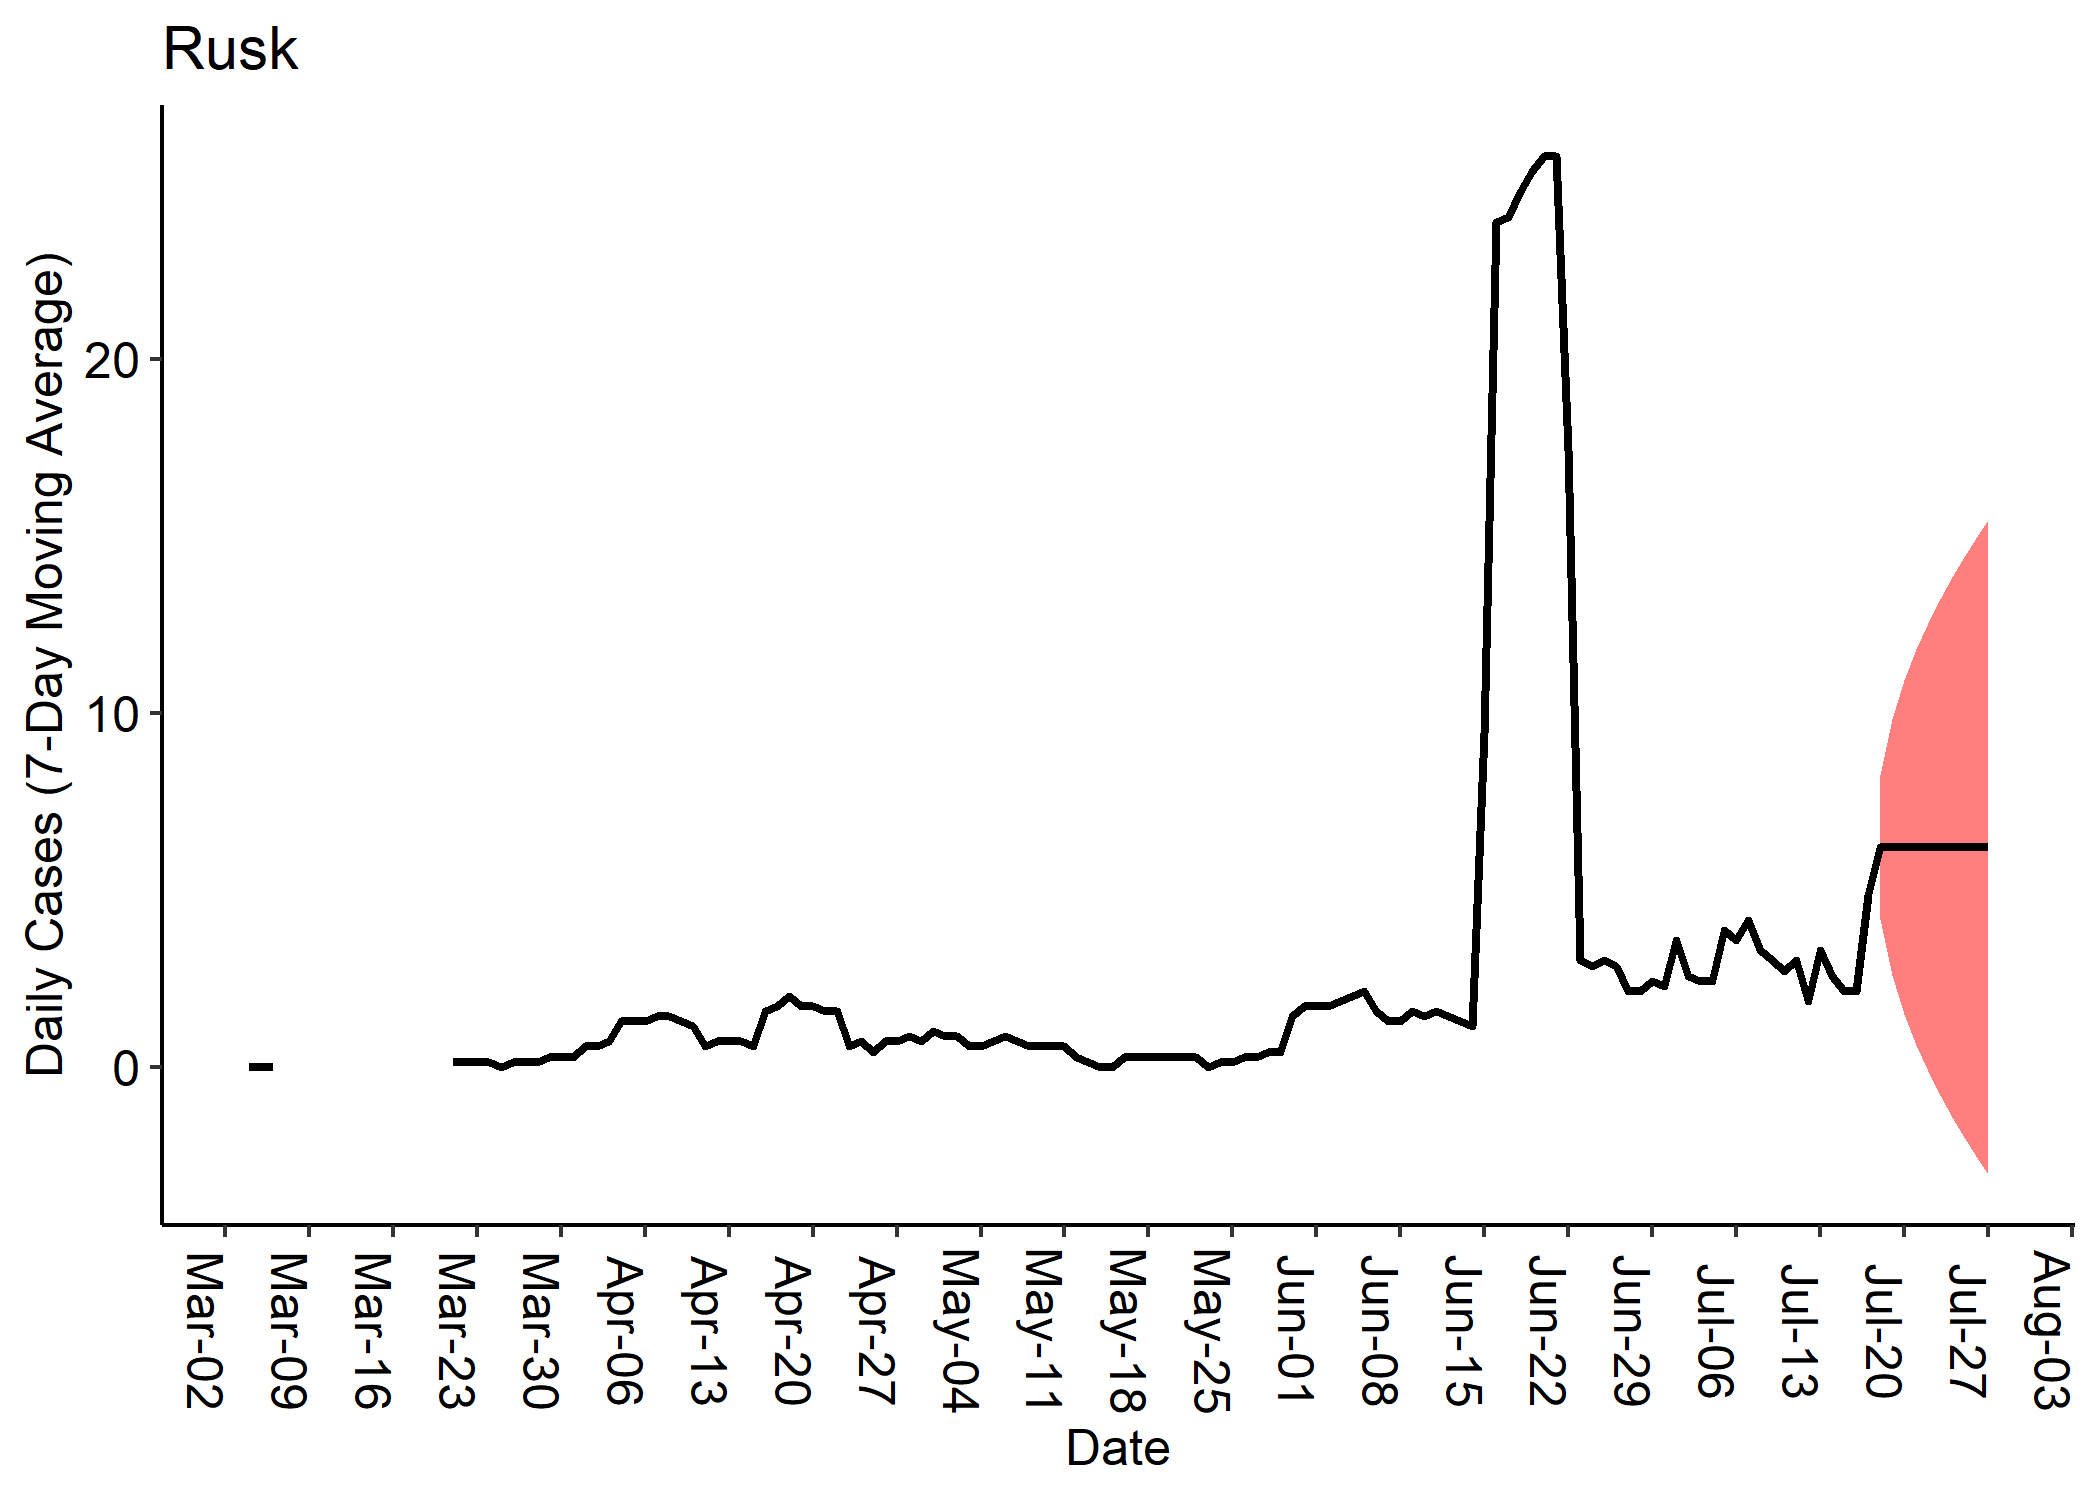 Rusk
Daily Cases (7-Day Moving Average)
20
10
0
Mar-02
Mar-09
Mar-16
Mar-23
Mar-30
Apr-06
Apr-13
Apr-20
Apr-27
May-04
May-11
May-18
May-25
Jun-01
Jun-08
Jun-15
Jun-22
Jun-29
Jul-06
Jul-13
Jul-20
Jul-27
Aug-03
Date